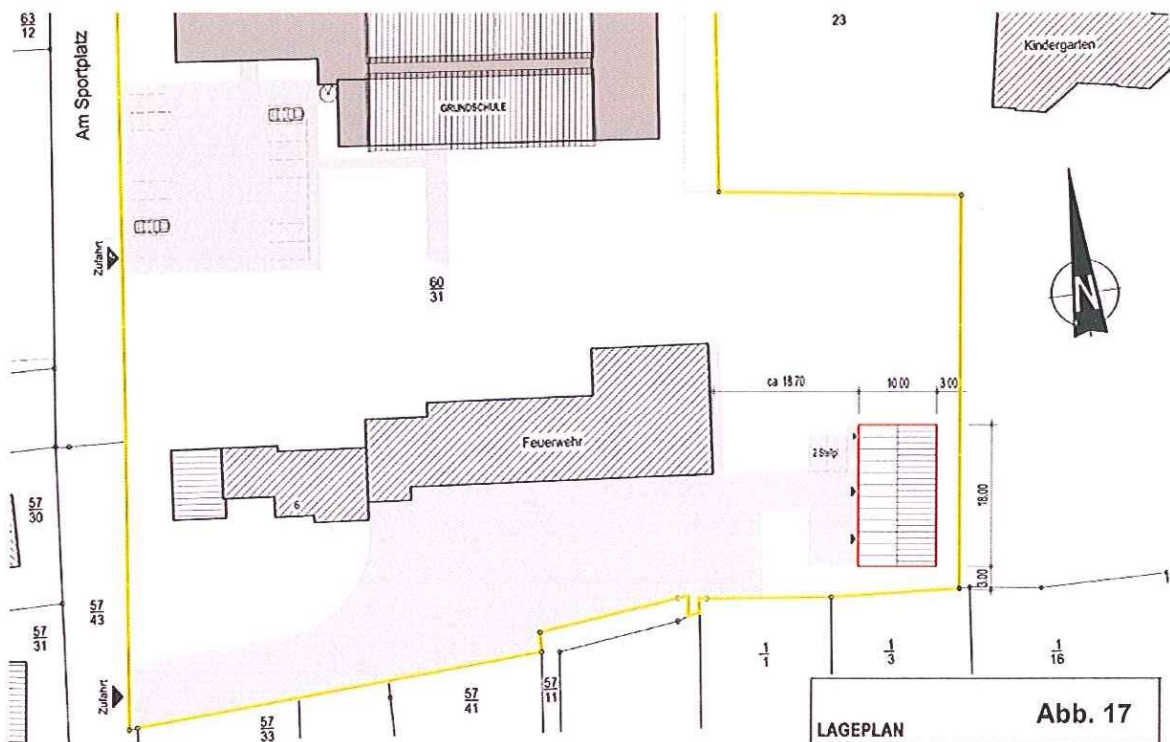 63
12
Am Sportplatz
23
Kindergarten
GRUNDSCHULE
Zufahrt
60
31
N
ca. 18.70
10.00
3.00
Feuerwehr
2 Stellpl.
18.00
6
57
30
3.00
57
43
57
31
1
1
1
3
1
16
Zufahrt
57
33
57
41
57
11
LAGEPLAN
Abb. 17